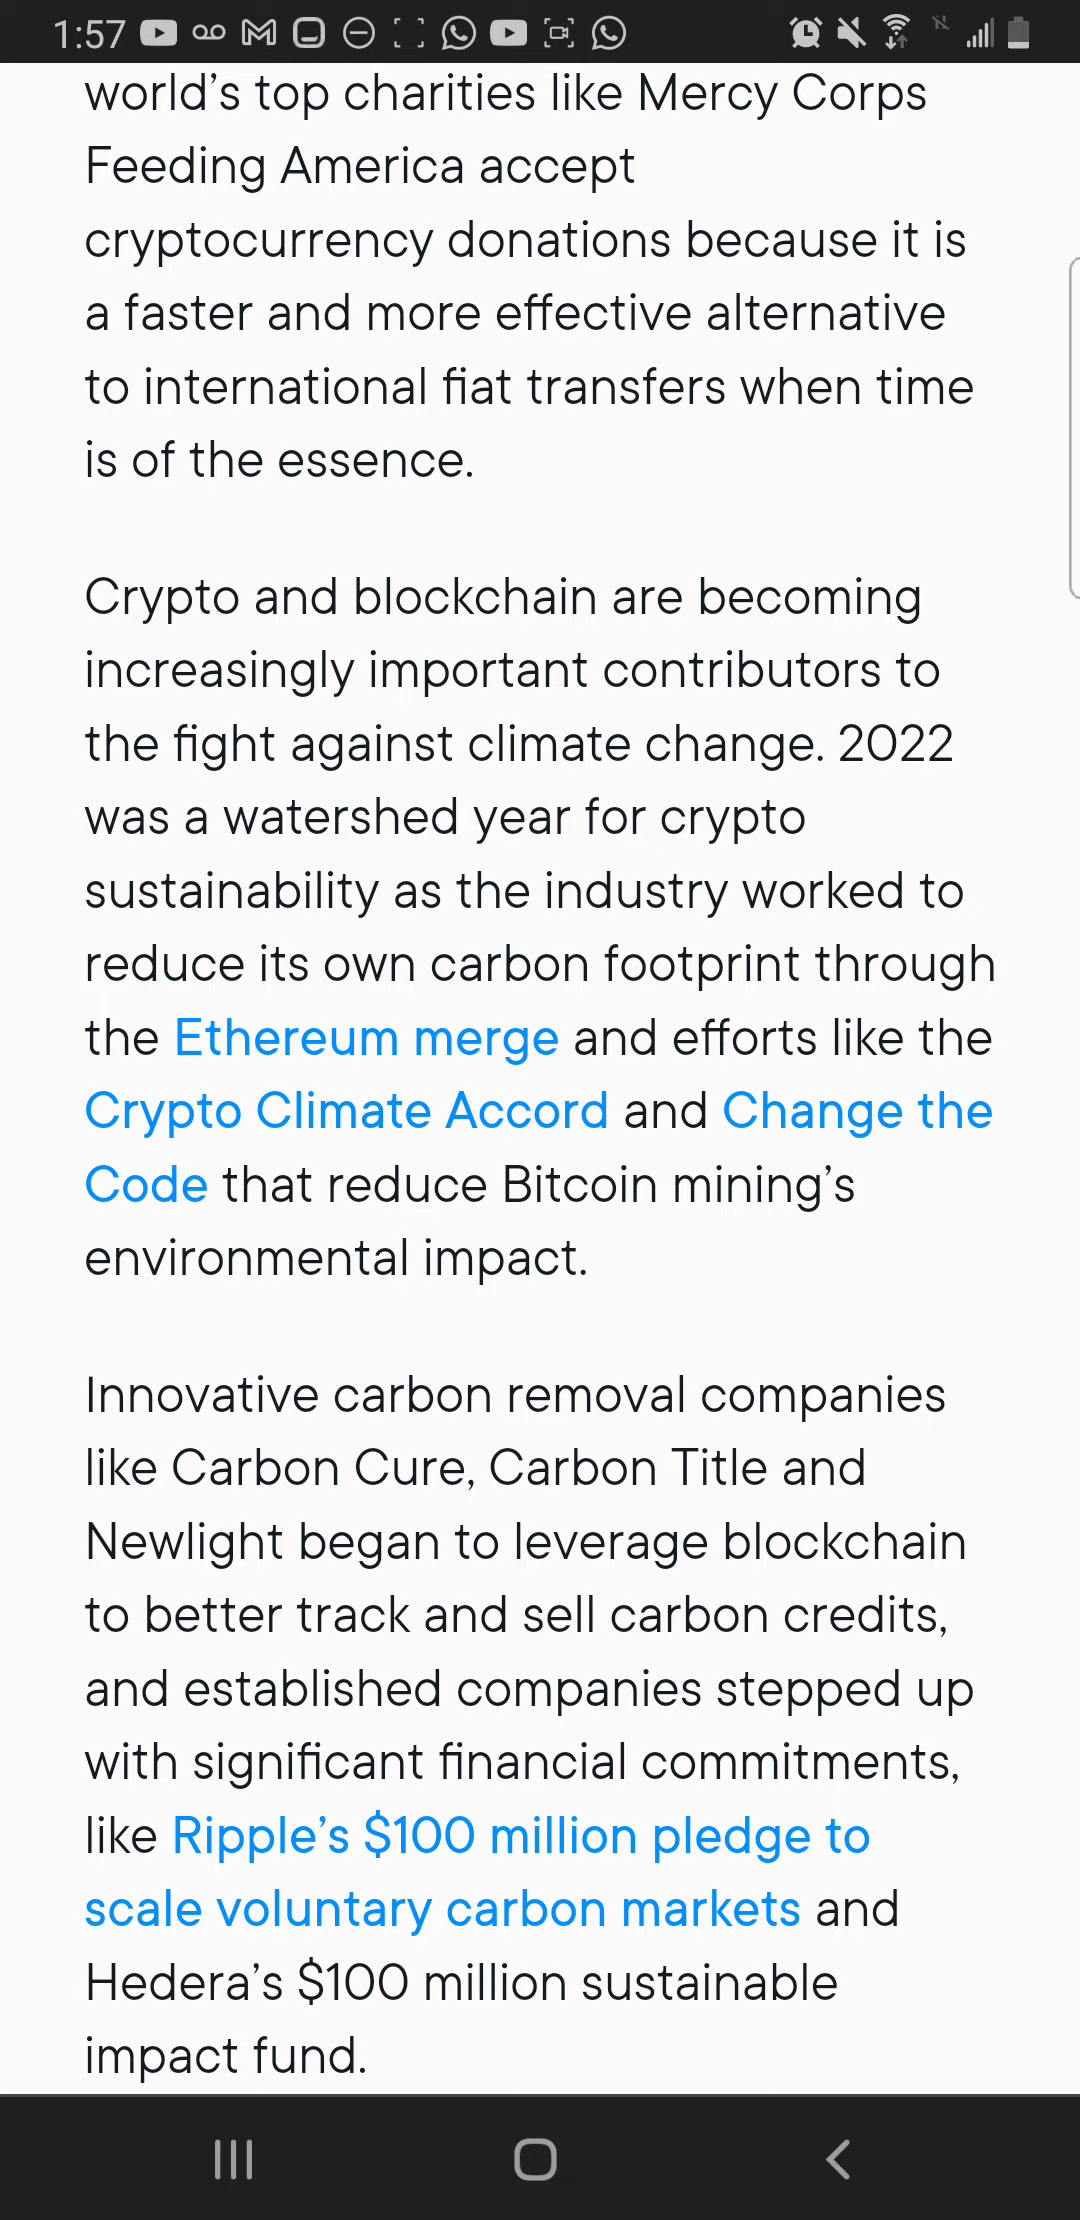 1:57
world's top charities like Mercy Corps
Feeding America accept
cryptocurrency donations because it is
a faster and more effective alternative
to international fiat transfers when time
is of the essence.
Crypto and blockchain are becoming
increasingly important contributors to
the fight against climate change. 2022
was a watershed year for crypto
sustainability as the industry worked to
reduce its own carbon footprint through
the Ethereum merge and efforts like the
Crypto Climate Accord and Change the
Code that reduce Bitcoin mining's
environmental impact.
Innovative carbon removal companies
like Carbon Cure, Carbon Title and
Newlight began to leverage blockchain
to better track and sell carbon credits,
and established companies stepped up
with significant financial commitments,
like Ripple's $100 million pledge to
scale voluntary carbon markets and
Hedera's $100 million sustainable
impact fund.